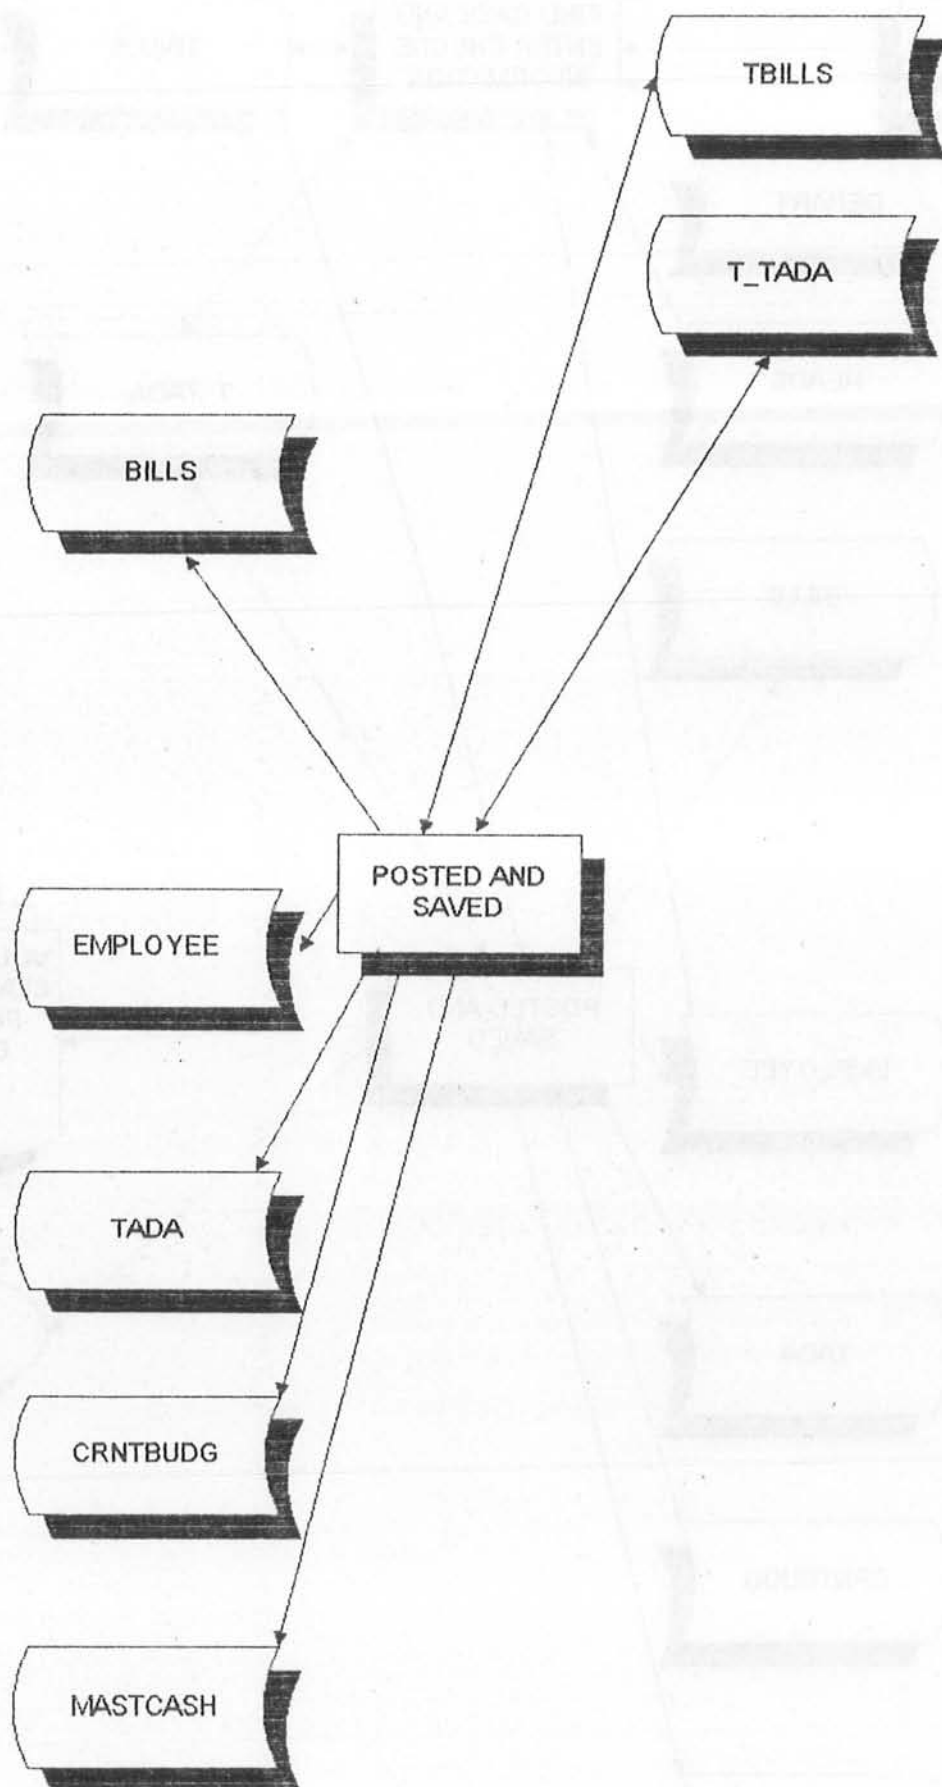 TBILLS
T_TADA
BILLS
POSTED AND
SAVED
EMPLOYEE
TADA
CRNTBUDG
MASTCASH